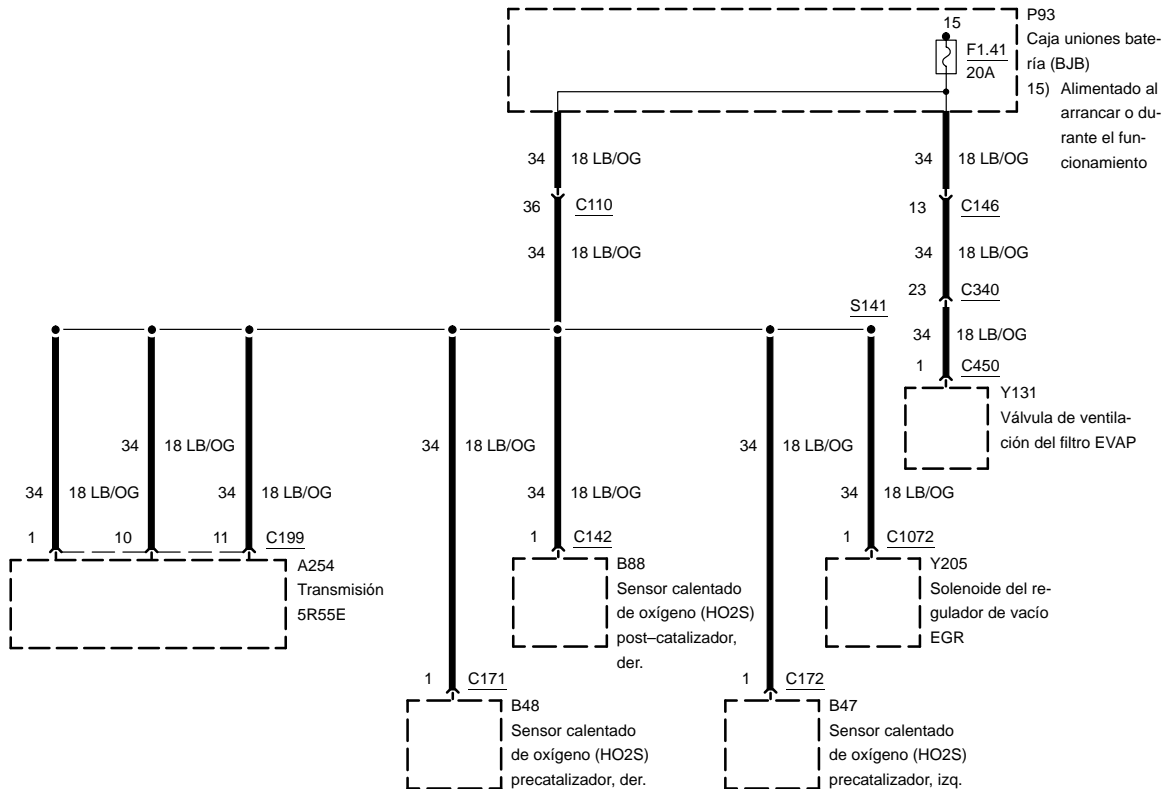 P93
Caja uniones bate-
ría (BJB)
15) Alimentado al
arrancar o du-
rante el fun-
cionamiento
15
F1.41
20A
34 18 LB/OG
34 18 LB/OG
36 C110
13 C146
34 18 LB/OG
34 18 LB/OG
23 C340
S141
34 18 LB/OG
1 C450
Y131
Válvula de ventila-
ción del filtro EVAP
34 18 LB/OG
34 18 LB/OG
34 18 LB/OG
34 18 LB/OG
34 18 LB/OG
34 18 LB/OG
34 18 LB/OG
1 10 11 C199
1 C142
1 C1072
A254
Transmisión
5R55E
B88
Sensor calentado
de oxígeno (HO2S)
post–catalizador,
der.
Y205
Solenoide del re-
gulador de vacío
EGR
1 C171
1 C172
B48
Sensor calentado
de oxígeno (HO2S)
precatalizador, der.
B47
Sensor calentado
de oxígeno (HO2S)
precatalizador, izq.